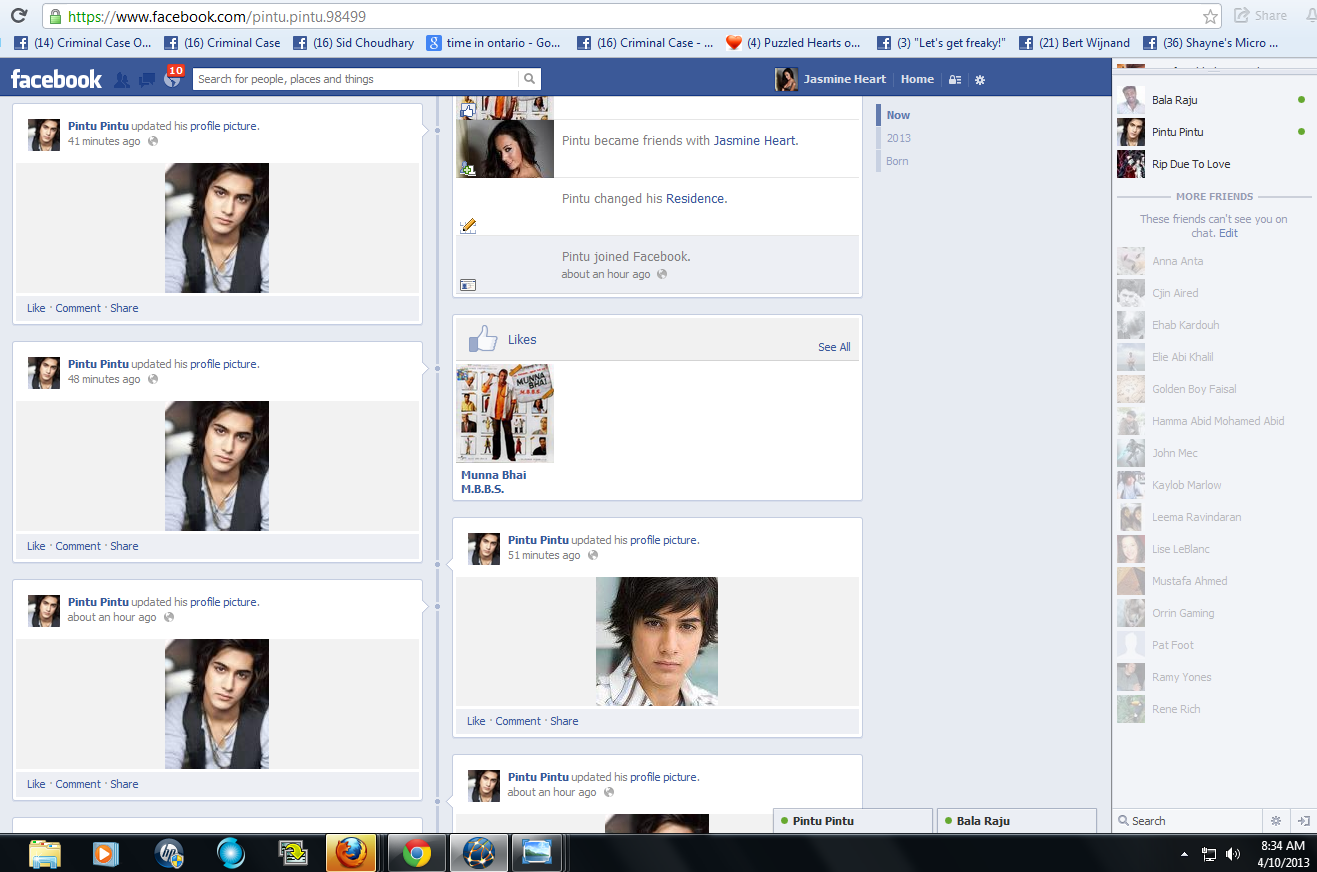 https://www.facebook.com/pintu.pintu.98499
Share
(14) Criminal Case O...
(16) Criminal Case
(16) Sid Choudhary
time in ontario - Go...
(16) Criminal Case - ...
(4) Puzzled Hearts o...
(3) "Let's get freaky!"
(21) Bert Wijnand
(36) Shayne's Micro ...
facebook
10
Search for people, places and things
Jasmine Heart
Home
Pintu Pintu updated his profile picture.
41 minutes ago
Like · Comment · Share
Pintu Pintu updated his profile picture.
48 minutes ago
Like · Comment · Share
Pintu Pintu updated his profile picture.
about an hour ago
Like · Comment · Share
Pintu became friends with Jasmine Heart.
Pintu changed his Residence.
Pintu joined Facebook.
about an hour ago
Likes
See All
MUNNA
BHAI
M.B.B.S.
Munna Bhai
M.B.B.S.
Pintu Pintu updated his profile picture.
51 minutes ago
Like · Comment · Share
Pintu Pintu updated his profile picture.
about an hour ago
Now
2013
Born
Bala Raju
Pintu Pintu
Rip Due To Love
MORE FRIENDS
These friends can't see you on
chat. Edit
Anna Anta
Cjin Aired
Ehab Kardouh
Elie Abi Khalil
Golden Boy Faisal
Hamma Abid Mohamed Abid
John Mec
Kaylob Marlow
Leema Ravindaran
Lise LeBlanc
Mustafa Ahmed
Orrin Gaming
Pat Foot
Ramy Yones
Rene Rich
Pintu Pintu
Bala Raju
Search
8:34 AM
4/10/2013